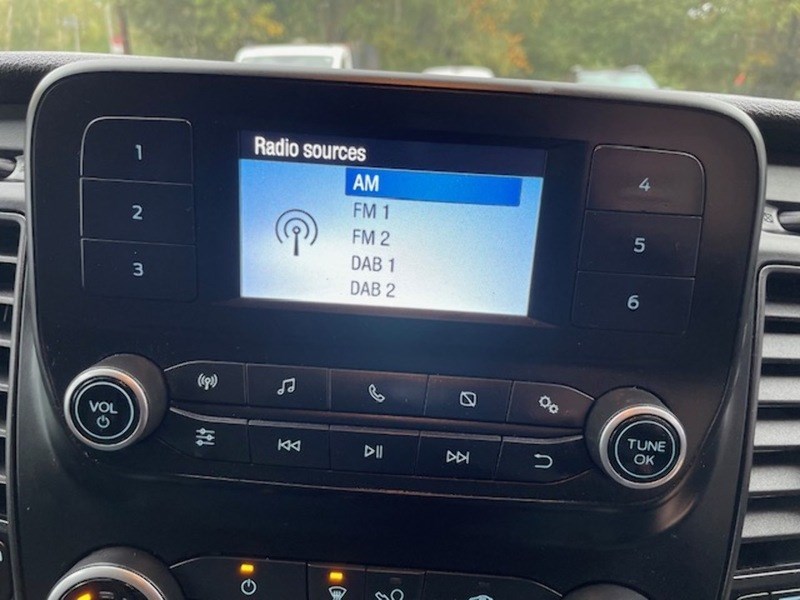 Radio sources
AM
FM 1
FM 2
DAB 1
DAB 2
1
2
3
4
5
6
VOL
TUNE
OK